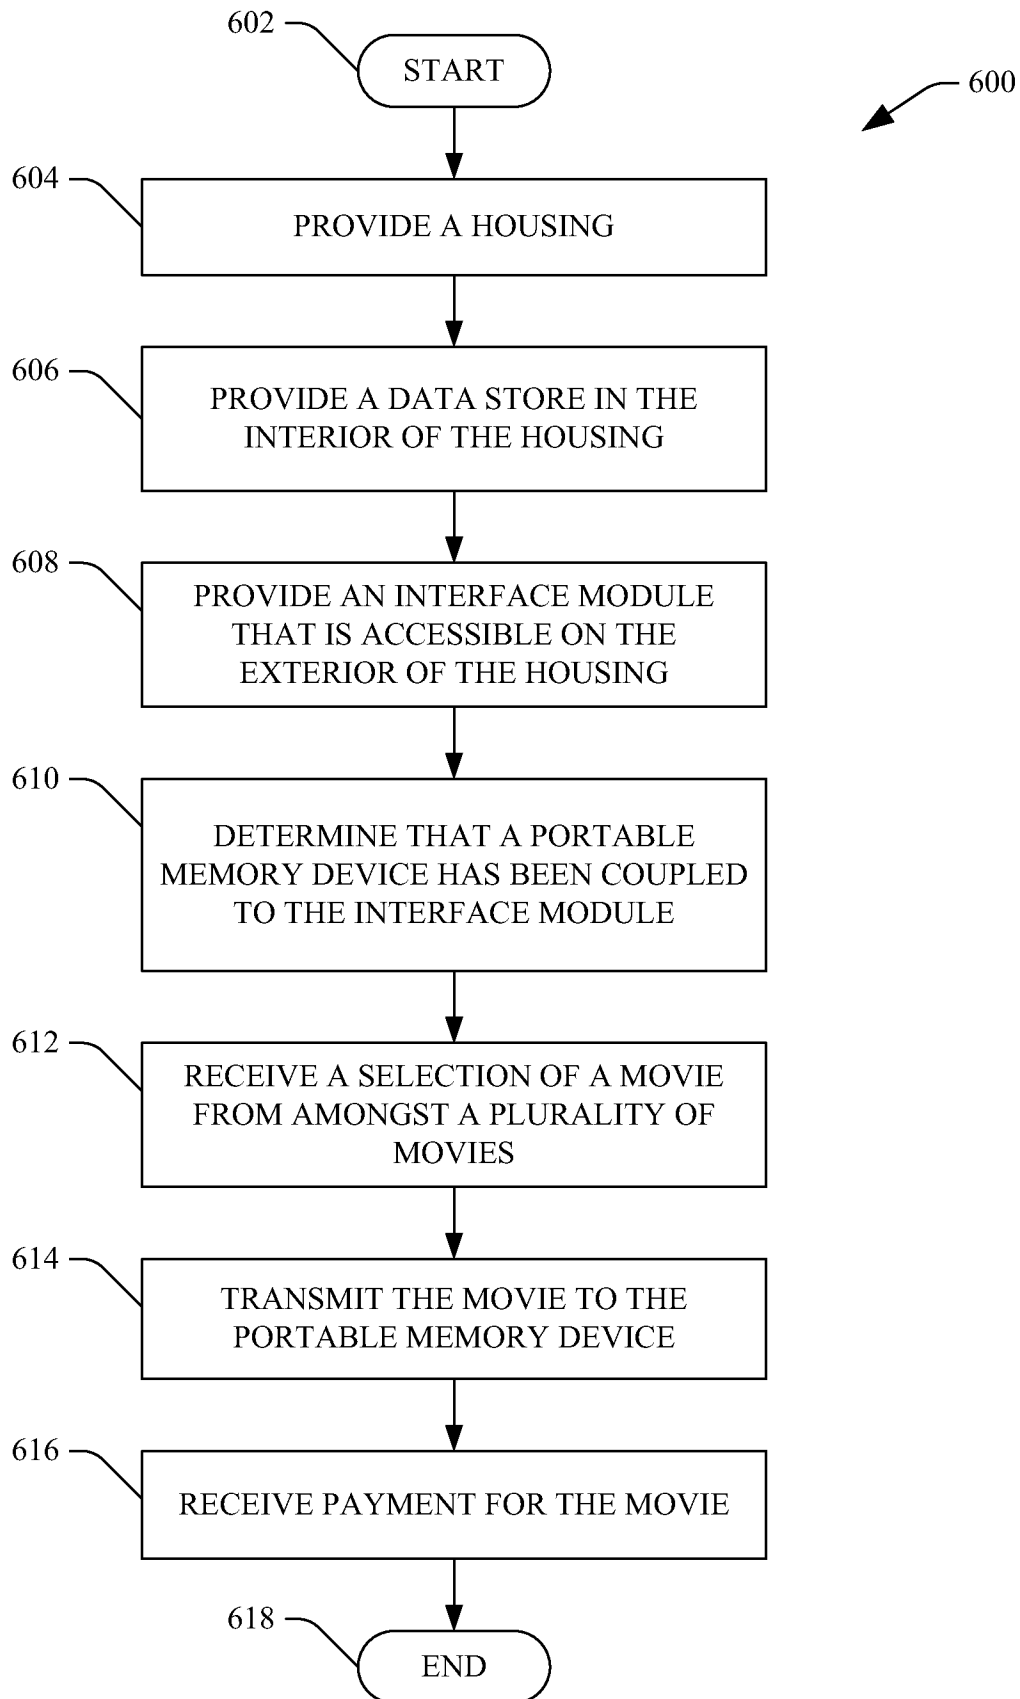 602
START
600
604
PROVIDE A HOUSING
606
PROVIDE A DATA STORE IN THE
INTERIOR OF THE HOUSING
608
PROVIDE AN INTERFACE MODULE
THAT IS ACCESSIBLE ON THE
EXTERIOR OF THE HOUSING
610
DETERMINE THAT A PORTABLE
MEMORY DEVICE HAS BEEN COUPLED
TO THE INTERFACE MODULE
612
RECEIVE A SELECTION OF A MOVIE
FROM AMONGST A PLURALITY OF
MOVIES
614
TRANSMIT THE MOVIE TO THE
PORTABLE MEMORY DEVICE
616
RECEIVE PAYMENT FOR THE MOVIE
618
END